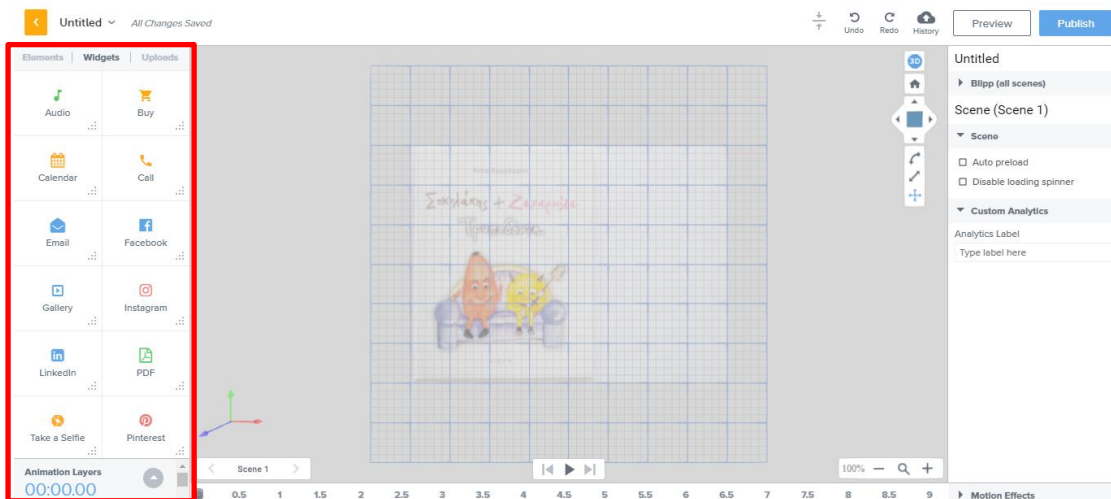 Untitled
All Changes Saved
Undo
Redo
History
Preview
Publish
Elements | Widgets | Uploads
Audio
Buy
Calendar
Call
Email
Facebook
Gallery
Instagram
LinkedIn
PDF
Take a Selfie
Pinterest
Animation Layers
00:00.00
3D
Scene 1
100%
0.5 1 1.5 2 2.5 3 3.5 4 4.5 5 5.5 6 6.5 7 7.5 8 8.5 9
Untitled
Blipp (all scenes)
Scene (Scene 1)
Scene
Auto preload
Disable loading spinner
Custom Analytics
Analytics Label
Type label here
Motion Effects